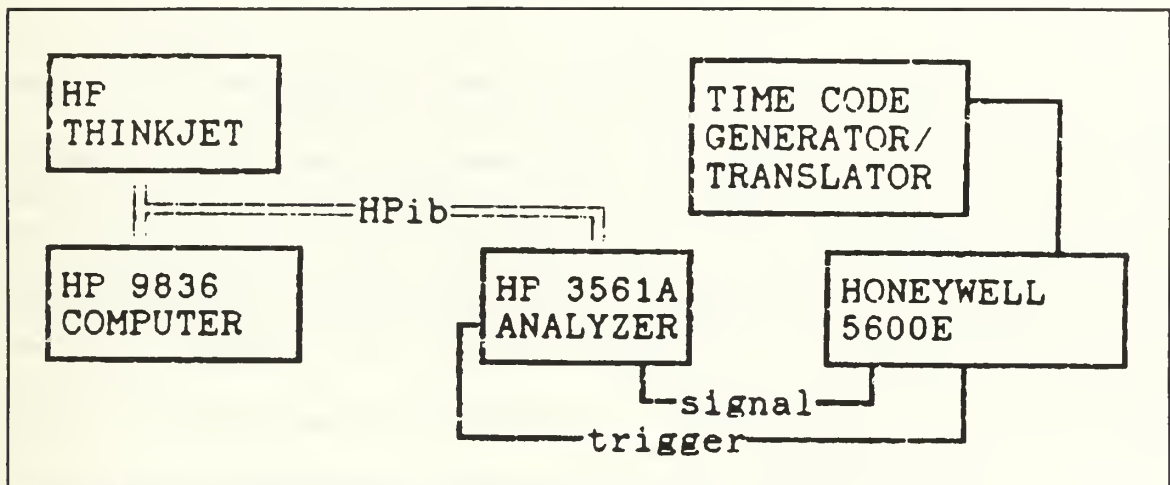 HP
THINKJET
TIME CODE
GENERATOR/
TRANSLATOR
HPib
HP 9836
COMPUTER
HP 3561A
ANALYZER
HONEYWELL
5600E
signal
trigger